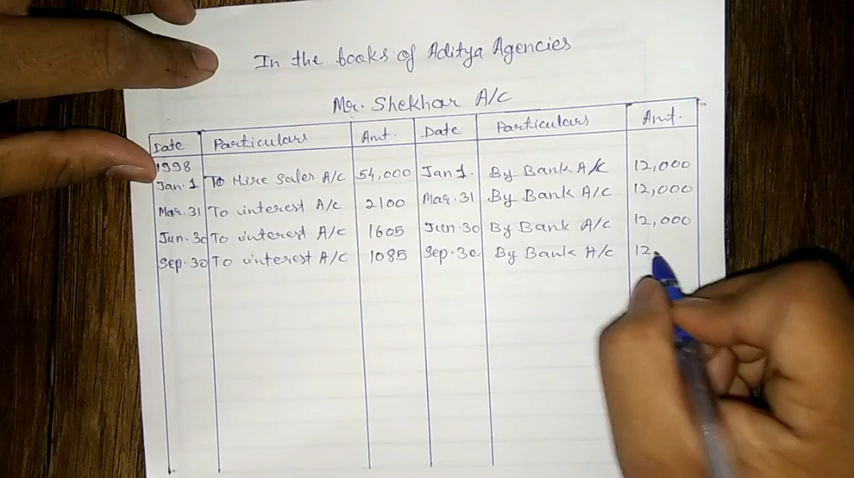 In the books of Aditya Agencies
Mr. Shekhar A/C
Date Particulars Amt. Date Particulars Amt.
1998
Jan. 1 To Hire Sales A/C 54,000 Jan 1. By Bank A/C 12,000
Mar. 31 To interest A/C 2100 Mar. 31 By Bank A/C 12,000
Jun. 30 To interest A/C 1605 Jun. 30 By Bank A/C 12,000
Sep. 30 To interest A/C 1085 Sep. 30 By Bank A/C 12